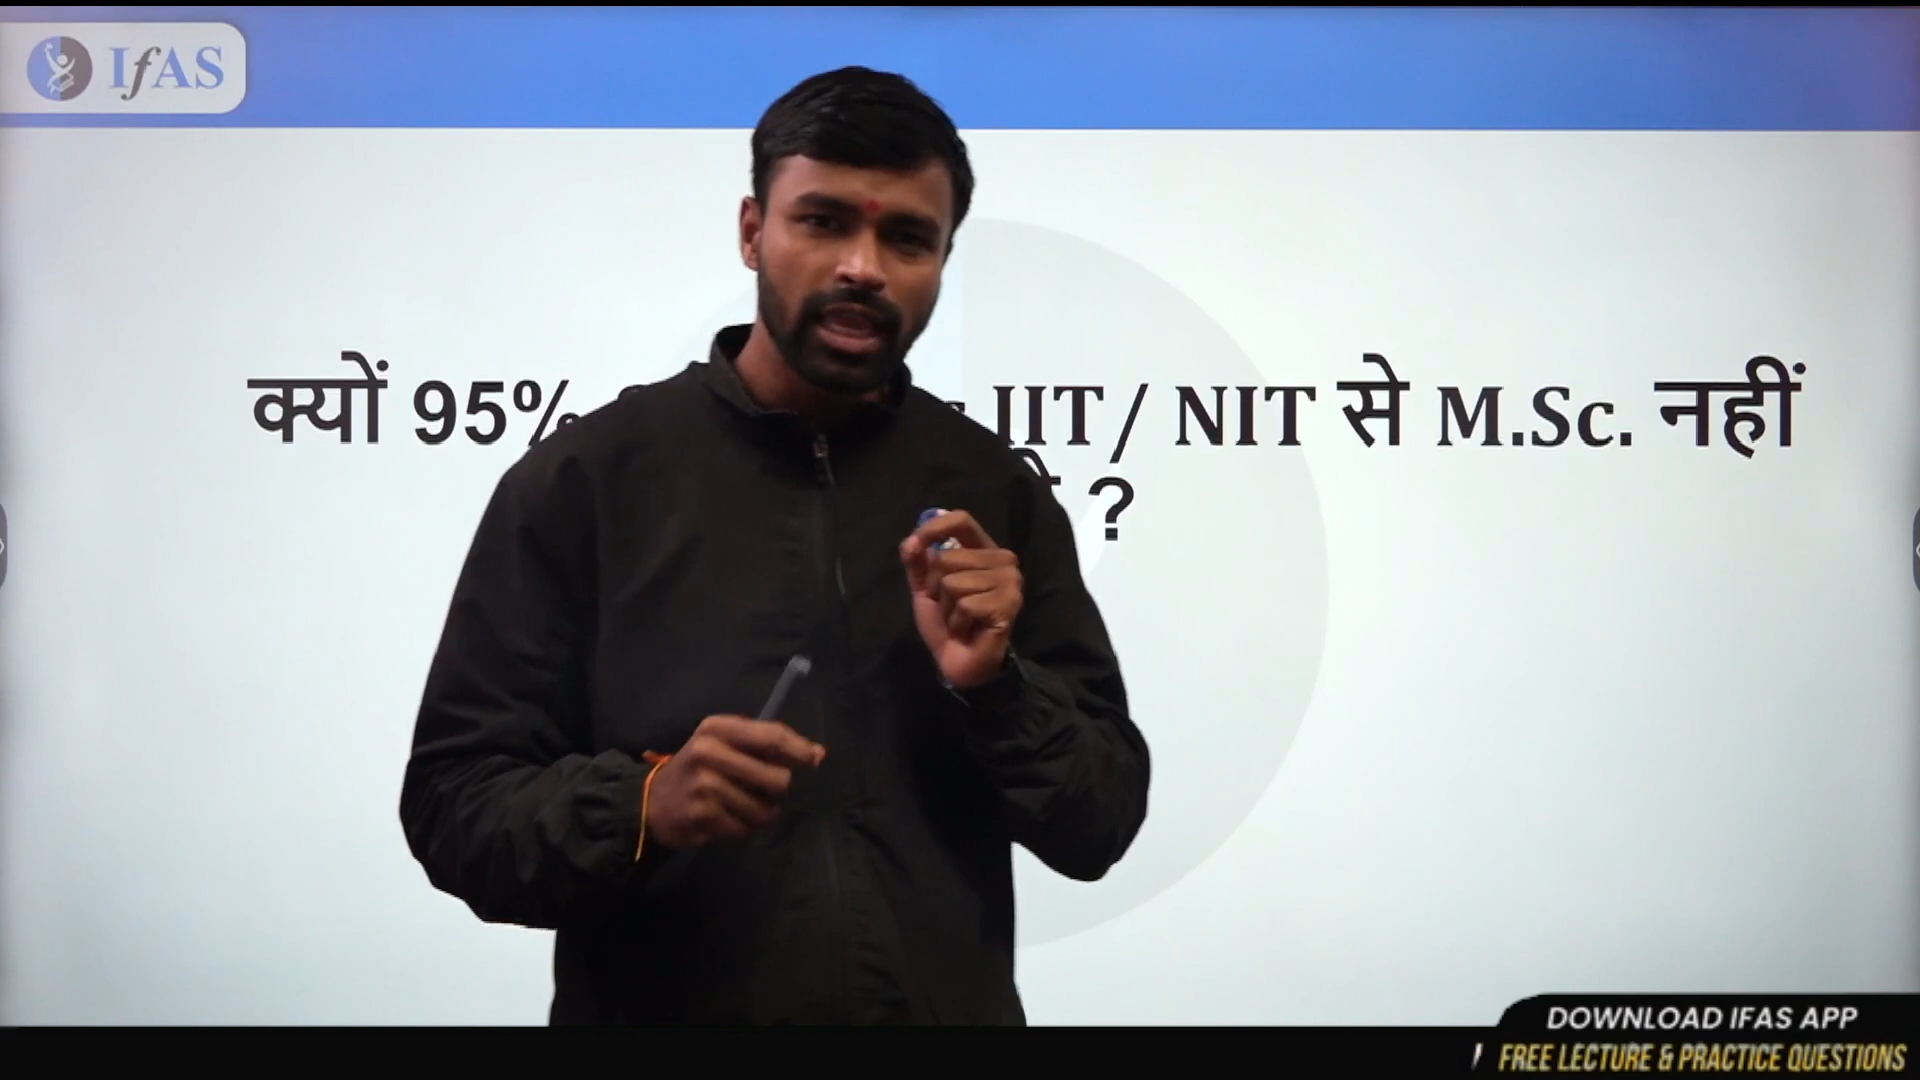 IfAS
क्यों 95% IIT/ NIT से M.Sc. नहीं
?
DOWNLOAD IFAS APP
FREE LECTURE & PRACTICE QUESTIONS